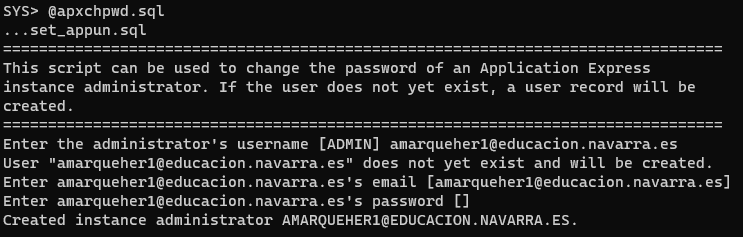 SYS> @apxchpwd.sql
...set_appun.sql
================================================================================
This script can be used to change the password of an Application Express
instance administrator. If the user does not yet exist, a user record will be
created.
================================================================================
Enter the administrator's username [ADMIN] amarqueher1@educacion.navarra.es
User "amarqueher1@educacion.navarra.es" does not yet exist and will be created.
Enter amarqueher1@educacion.navarra.es's email [amarqueher1@educacion.navarra.es]
Enter amarqueher1@educacion.navarra.es's password []
Created instance administrator AMARQUEHER1@EDUCACION.NAVARRA.ES.